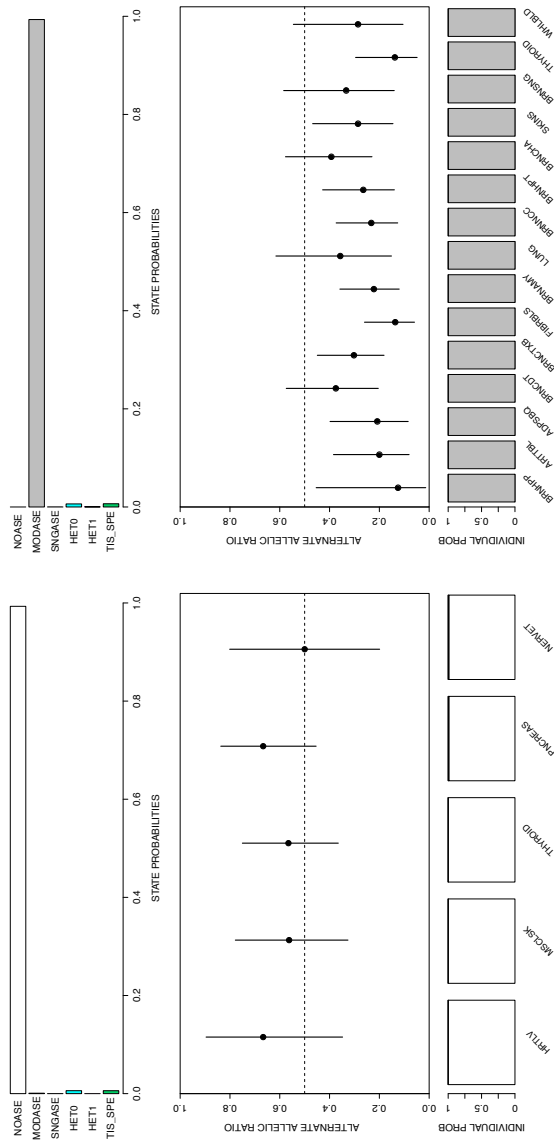 NOASE
MODASE
SNGASE
HET0
HET1
TIS_SPE
0.0 0.2 0.4 0.6 0.8 1.0
STATE PROBABILITIES
1.0
0.8
0.6
0.4
0.2
0.0
ALTERNATE ALLELIC RATIO
1
0.5
0
INDIVIDUAL PROB
HRTLV
MSCLSK
THYROID
PNCREAS
NERVET
NOASE
MODASE
SNGASE
HET0
HET1
TIS_SPE
0.0 0.2 0.4 0.6 0.8 1.0
STATE PROBABILITIES
1.0
0.8
0.6
0.4
0.2
0.0
ALTERNATE ALLELIC RATIO
1
0.5
0
INDIVIDUAL PROB
BRNHPP
ARTTBL
ADPSBQ
BRNCDT
BRNCTXB
FIBRBLS
BRNAMY
LUNG
BRNNCC
BRNHPT
BRNCHA
SKINS
BRNSNG
THYROID
WHLBLD